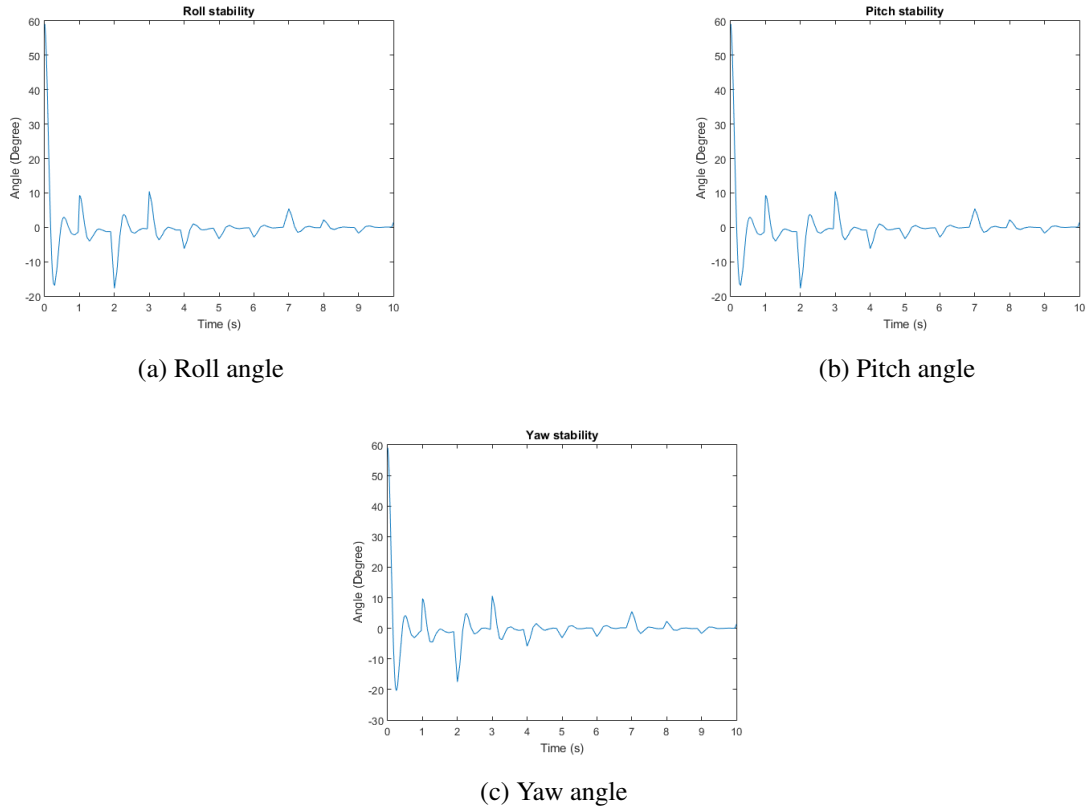 Roll stability
60
50
40
30
20
10
0
-10
-20
Angle (Degree)
0 1 2 3 4 5 6 7 8 9 10
Time (s)
(a) Roll angle
Pitch stability
60
50
40
30
20
10
0
-10
-20
Angle (Degree)
0 1 2 3 4 5 6 7 8 9 10
Time (s)
(b) Pitch angle
Yaw stability
60
50
40
30
20
10
0
-10
-20
-30
Angle (Degree)
0 1 2 3 4 5 6 7 8 9 10
Time (s)
(c) Yaw angle